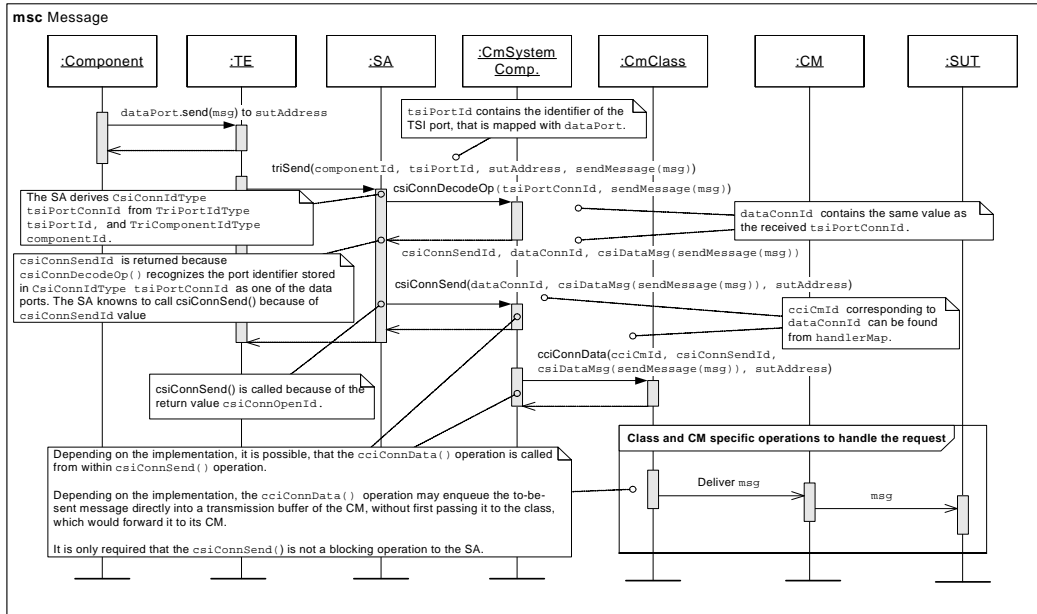 msc Message
:Component
:TE
:SA
:CmSystem
Comp.
:CmClass
:CM
:SUT
dataPort.send(msg) to sutAddress
tsiPortId contains the identifier of the
TSI port, that is mapped with dataPort.
triSend(componentId, tsiPortId, sutAddress, sendMessage(msg))
csiConnDecodeOp(tsiPortConnId, sendMessage(msg))
The SA derives CsiConnIdType
tsiPortConnId from TriPortIdType
tsiPortId, and TriComponentIdType
componentId.
dataConnId contains the same value as
the received tsiPortConnId.
csiConnSendId, dataConnId, csiDataMsg(sendMessage(msg))
csiConnSendId is returned because
csiConnDecodeOp() recognizes the port identifier stored
in CsiConnIdType tsiPortConnId as one of the data
ports. The SA knowns to call csiConnSend() because of
csiConnSendId value
csiConnSend(dataConnId, csiDataMsg(sendMessage(msg)), sutAddress)
cciCmId corresponding to
dataConnId can be found
from handlerMap.
cciConnData(cciCmId, csiConnSendId,
csiDataMsg(sendMessage(msg)), sutAddress)
csiConnSend() is called because of the
return value csiConnOpenId.
Class and CM specific operations to handle the request
Depending on the implementation, it is possible, that the cciConnData() operation is called
from within csiConnSend() operation.
Depending on the implementation, the cciConnData() operation may enqueue the to-be-
sent message directly into a transmission buffer of the CM, without first passing it to the class,
which would forward it to its CM.
It is only required that the csiConnSend() is not a blocking operation to the SA.
Deliver msg
msg